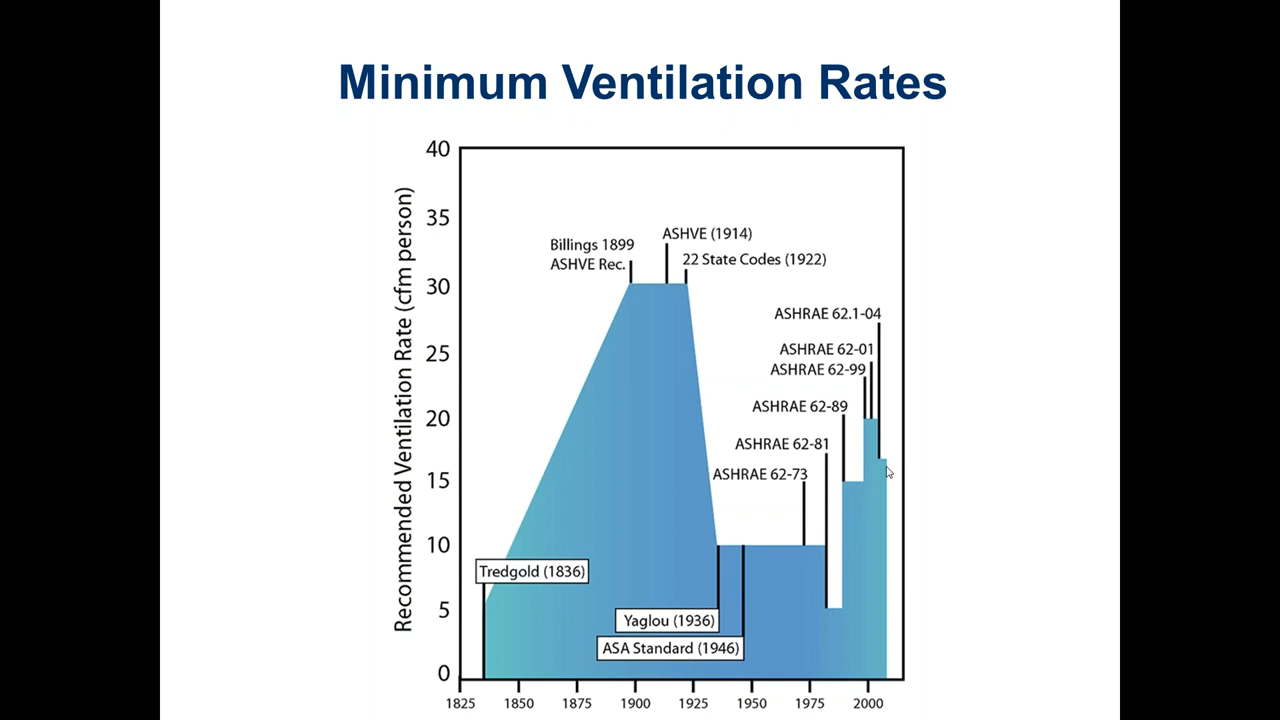 Minimum Ventilation Rates
Recommended Ventilation Rate (cfm person)
40
35
30
25
20
15
10
5
0
Billings 1899
ASHVE Rec.
ASHVE (1914)
22 State Codes (1922)
ASHRAE 62.1-04
ASHRAE 62-01
ASHRAE 62-99
ASHRAE 62-89
ASHRAE 62-81
ASHRAE 62-73
Tredgold (1836)
Yaglou (1936)
ASA Standard (1946)
1825 1850 1875 1900 1925 1950 1975 2000